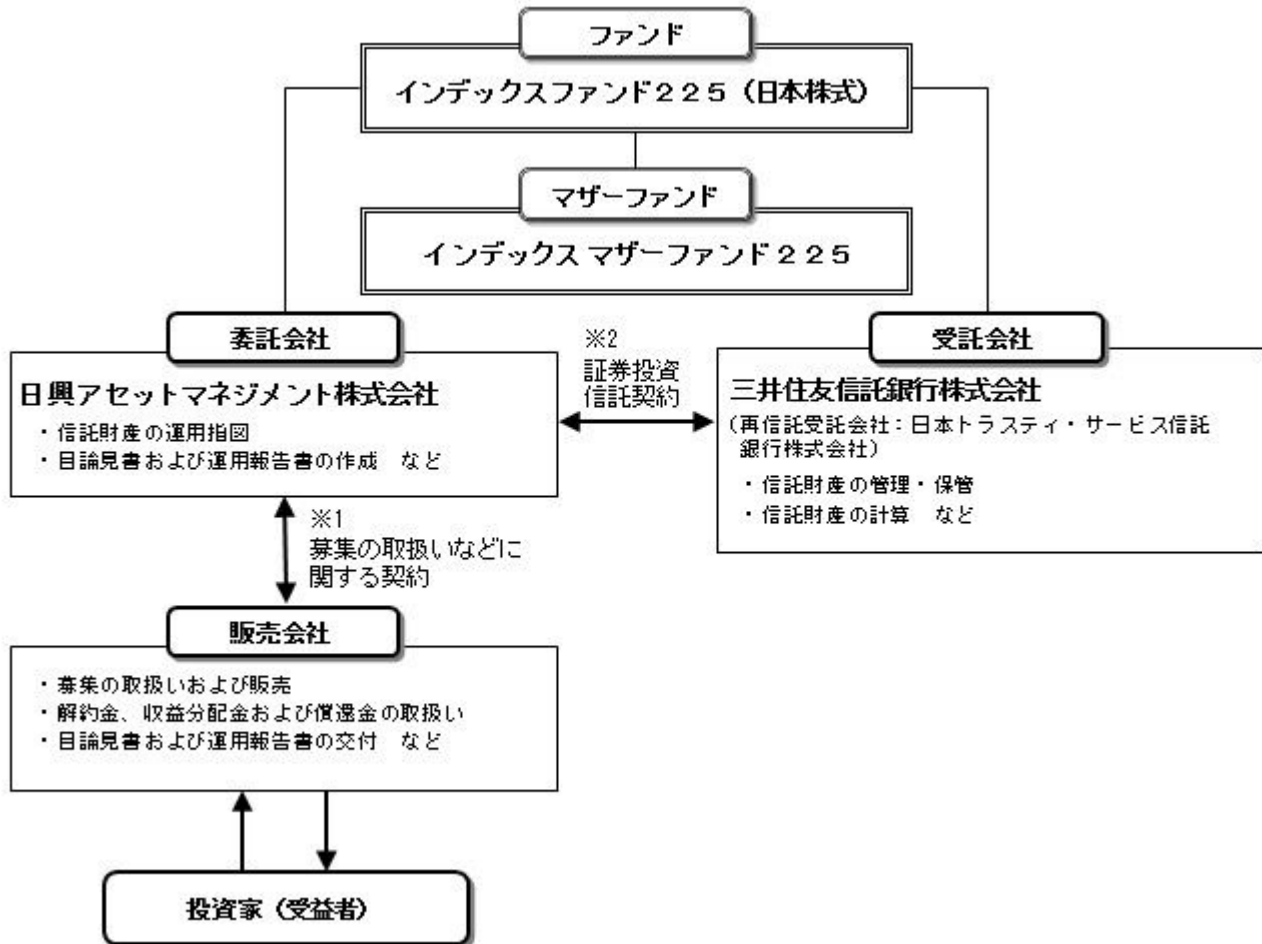 ファンド
インデックスファンド２２５（日本株式）
マザーファンド
インデックス マザーファンド２２５
委託会社
日興アセットマネジメント株式会社
・信託財産の運用指図
・目論見書および運用報告書の作成　など
※2
証券投資
信託契約
受託会社
三井住友信託銀行株式会社
（再信託受託会社：日本トラスティ・サービス信託
銀行株式会社）
・信託財産の管理・保管
・信託財産の計算　など
※1
募集の取扱いなどに
関する契約
販売会社
・募集の取扱いおよび販売
・解約金、収益分配金および償還金の取扱い
・目論見書および運用報告書の交付　など
投資家（受益者）